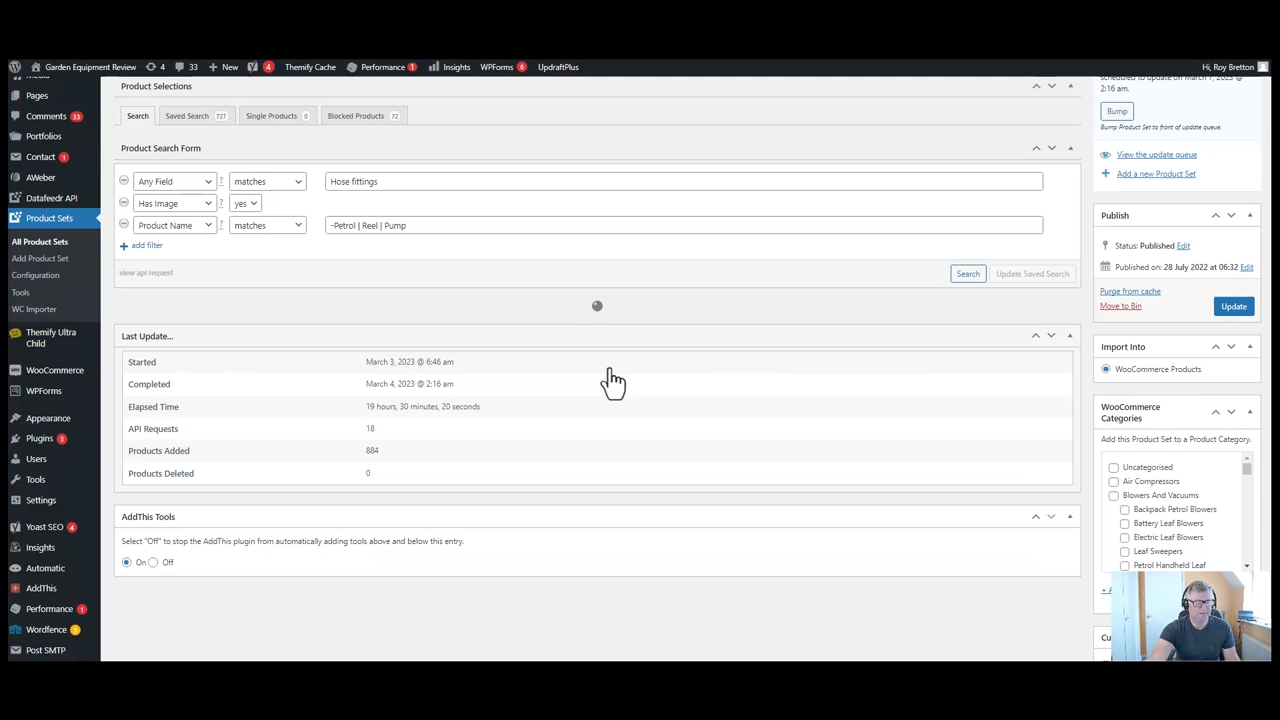 Garden Equipment Review 4 33 New 4 Themify Cache Performance 1 Insights WPForms 6 UpdraftPlus Hi, Roy Bretton
Media
Pages
Comments 33
Portfolios
Contact 1
AWeber
Datafeedr API
Product Sets
All Product Sets
Add Product Set
Configuration
Tools
WC Importer
Themify Ultra
Child
WooCommerce
WPForms
Appearance
Plugins 3
Users
Tools
Settings
Yoast SEO 4
Insights
Automatic
AddThis
Performance 1
Wordfence 3
Post SMTP
Product Selections
Search Saved Search 727 Single Products 0 Blocked Products 72
Product Search Form
Any Field ? matches Hose fittings
Has Image ? yes
Product Name ? matches -Petrol | Reel | Pump
add filter
view api request Search Update Saved Search
Last Update...
Started March 3, 2023 @ 6:46 am
Completed March 4, 2023 @ 2:16 am
Elapsed Time 19 hours, 30 minutes, 20 seconds
API Requests 18
Products Added 884
Products Deleted 0
AddThis Tools
Select "Off" to stop the AddThis plugin from automatically adding tools above and below this entry.
On Off
scheduled to update on March 7, 2023 @
2:16 am.
Bump
Bump Product Set to front of update queue.
View the update queue
Add a new Product Set
Publish
Status: Published Edit
Published on: 28 July 2022 at 06:32 Edit
Purge from cache
Move to Bin
Update
Import Into
WooCommerce Products
WooCommerce
Categories
Add this Product Set to a Product Category.
Uncategorised
Air Compressors
Blowers And Vacuums
Backpack Petrol Blowers
Battery Leaf Blowers
Electric Leaf Blowers
Leaf Sweepers
Petrol Handheld Leaf